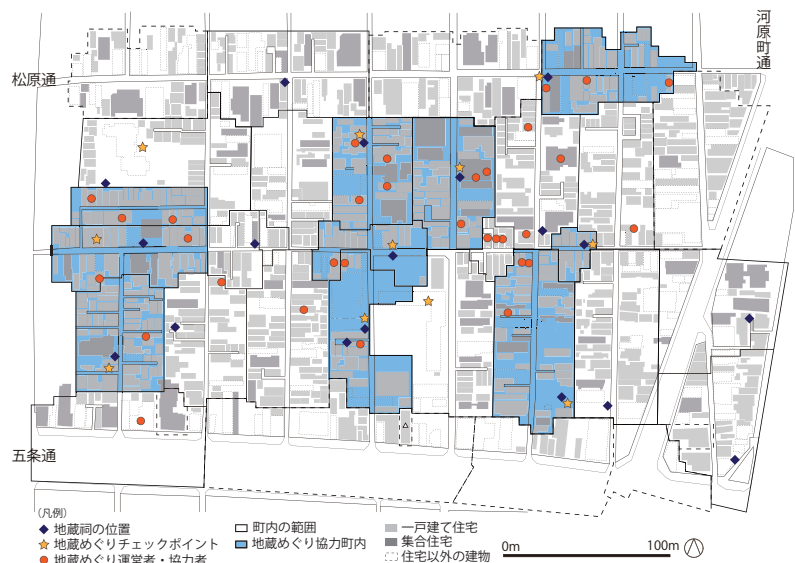 河原町通
松原通
五条通
(凡例)
地蔵祠の位置
地蔵めぐりチェックポイント
地蔵めぐり運営者・協力者
町内の範囲
地蔵めぐり協力町内
一戸建て住宅
集合住宅
住宅以外の建物
0m 100m